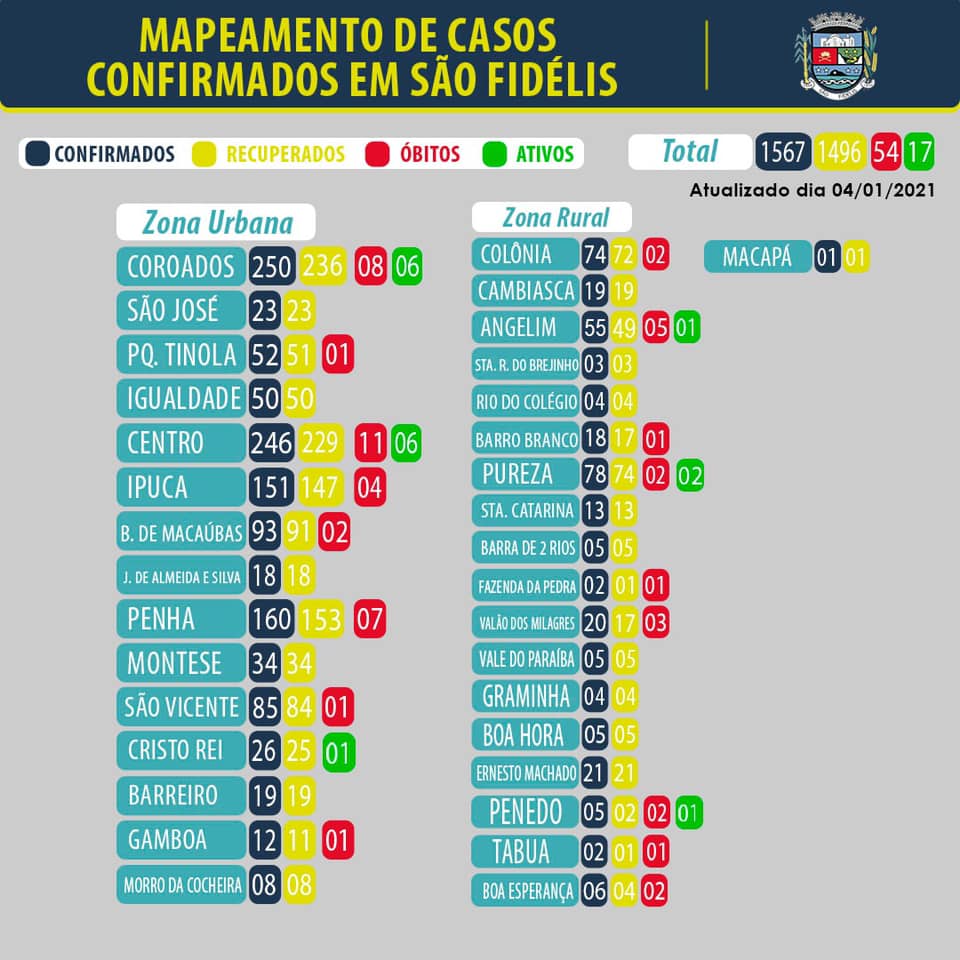 MAPEAMENTO DE CASOS
CONFIRMADOS EM SÃO FIDÉLIS
SÃO FIDÉLIS
CONFIRMADOS RECUPERADOS ÓBITOS ATIVOS
Total 1567 1496 54 17
Atualizado dia 04/01/2021
Zona Urbana
COROADOS 250 236 08 06
SÃO JOSÉ 23 23
PQ. TINOLA 52 51 01
IGUALDADE 50 50
CENTRO 246 229 11 06
IPUCA 151 147 04
B. DE MACAÚBAS 93 91 02
J. DE ALMEIDA E SILVA 18 18
PENHA 160 153 07
MONTESE 34 34
SÃO VICENTE 85 84 01
CRISTO REI 26 25 01
BARREIRO 19 19
GAMBOA 12 11 01
MORRO DA COCHEIRA 08 08
Zona Rural
COLÔNIA 74 72 02
CAMBIASCA 19 19
ANGELIM 55 49 05 01
STA. R. DO BREJINHO 03 03
RIO DO COLÉGIO 04 04
BARRO BRANCO 18 17 01
PUREZA 78 74 02 02
STA. CATARINA 13 13
BARRA DE 2 RIOS 05 05
FAZENDA DA PEDRA 02 01 01
VALÃO DOS MILAGRES 20 17 03
VALE DO PARAÍBA 05 05
GRAMINHA 04 04
BOA HORA 05 05
ERNESTO MACHADO 21 21
PENEDO 05 02 02 01
TABUA 02 01 01
BOA ESPERANÇA 06 04 02
MACAPÁ 01 01